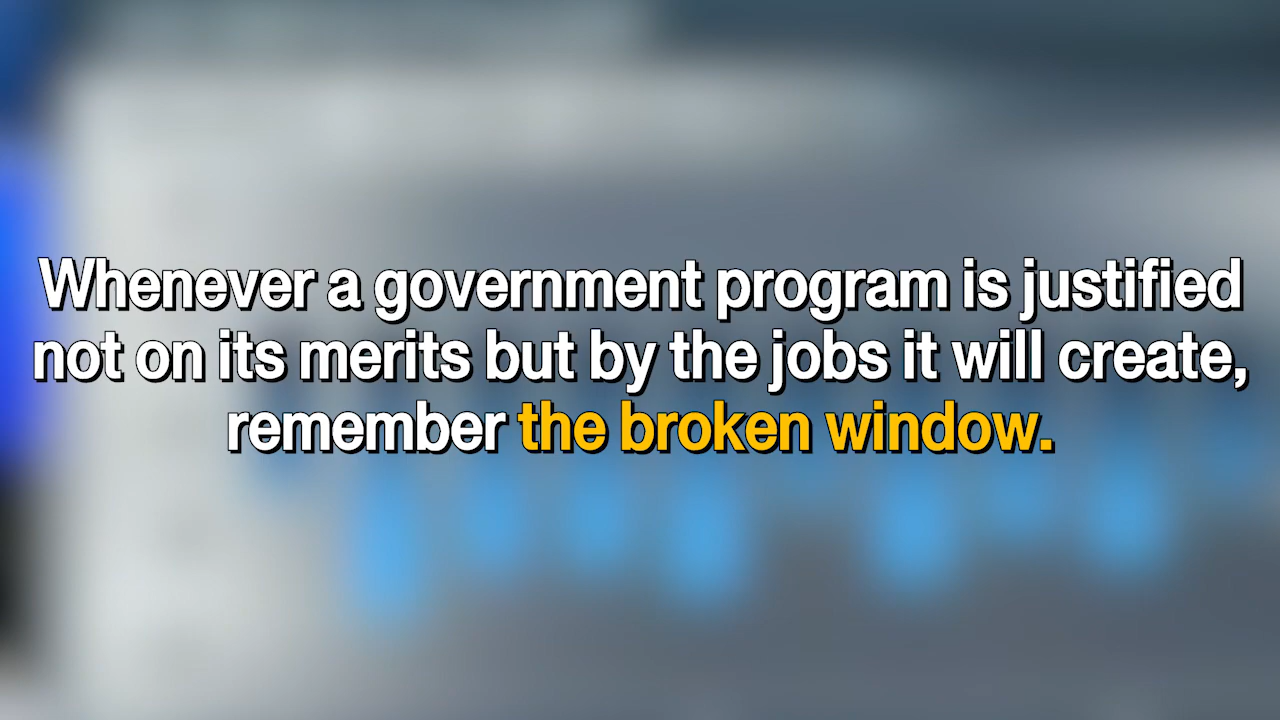 Whenever a government program is justified
not on its merits but by the jobs it will create,
remember the broken window.